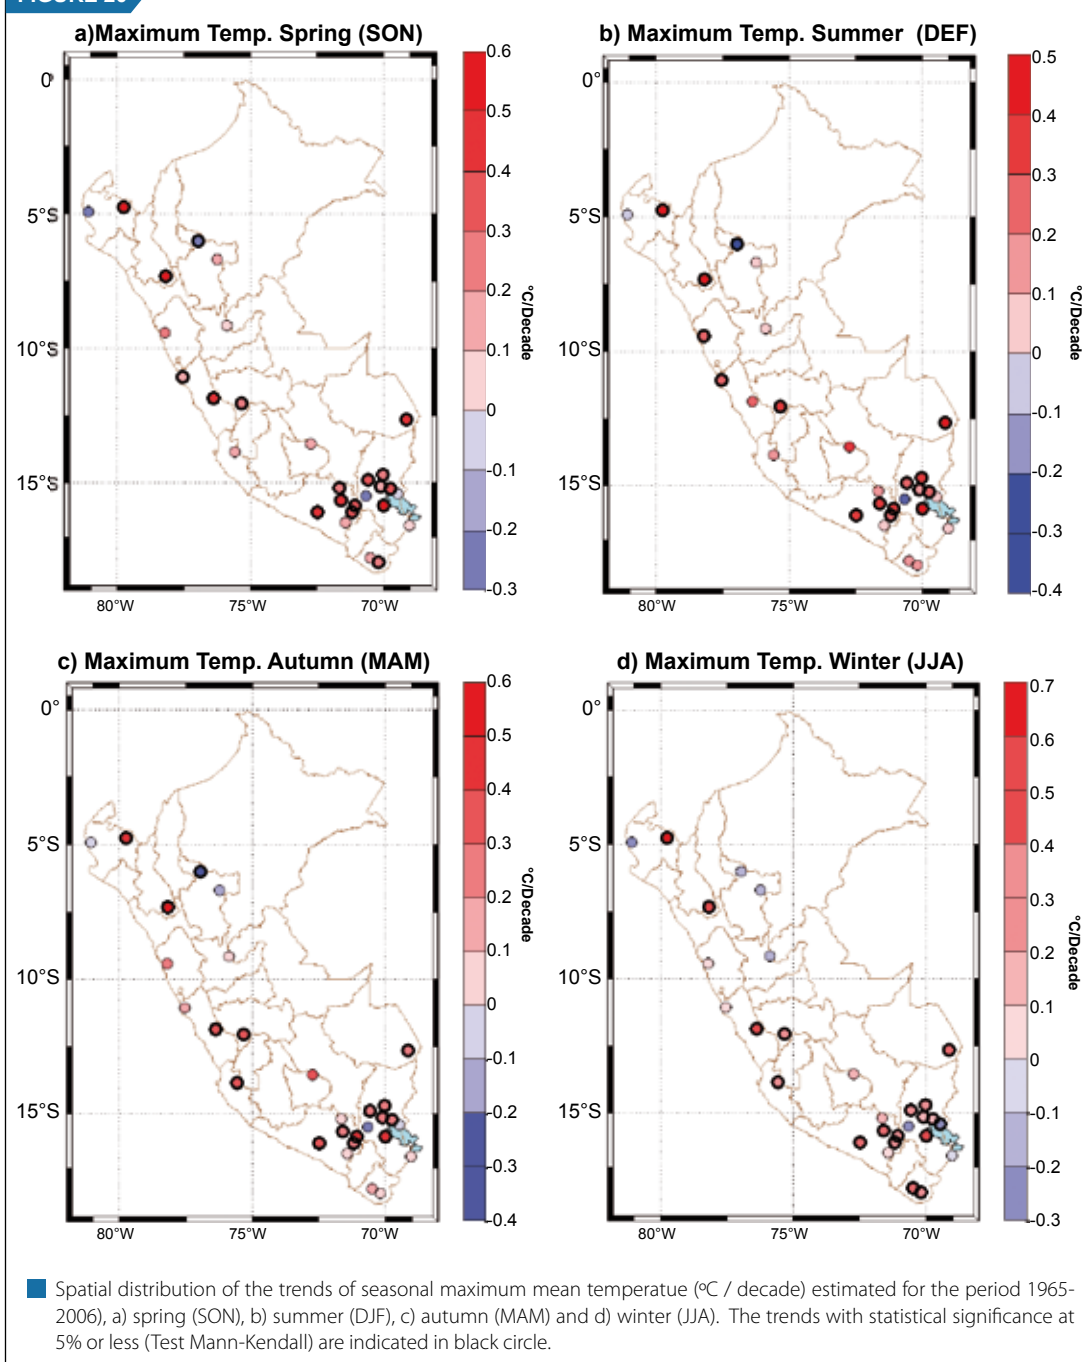 a)Maximum Temp. Spring (SON)
0°
5°S
10°S
15°S
80°W 75°W 70°W
0.6
0.5
0.4
0.3
0.2
0.1
0
-0.1
-0.2
-0.3
°C/Decade
b) Maximum Temp. Summer (DEF)
0°
5°S
10°S
15°S
80°W 75°W 70°W
0.5
0.4
0.3
0.2
0.1
0
-0.1
-0.2
-0.3
-0.4
°C/Decade
c) Maximum Temp. Autumn (MAM)
0°
5°S
10°S
15°S
80°W 75°W 70°W
0.6
0.5
0.4
0.3
0.2
0.1
0
-0.1
-0.2
-0.3
-0.4
°C/Decade
d) Maximum Temp. Winter (JJA)
0°
5°S
10°S
15°S
80°W 75°W 70°W
0.7
0.6
0.5
0.4
0.3
0.2
0.1
0
-0.1
-0.2
-0.3
°C/Decade
Spatial distribution of the trends of seasonal maximum mean temperatue (ºC / decade) estimated for the period 1965-
2006), a) spring (SON), b) summer (DJF), c) autumn (MAM) and d) winter (JJA). The trends with statistical significance at
5% or less (Test Mann-Kendall) are indicated in black circle.